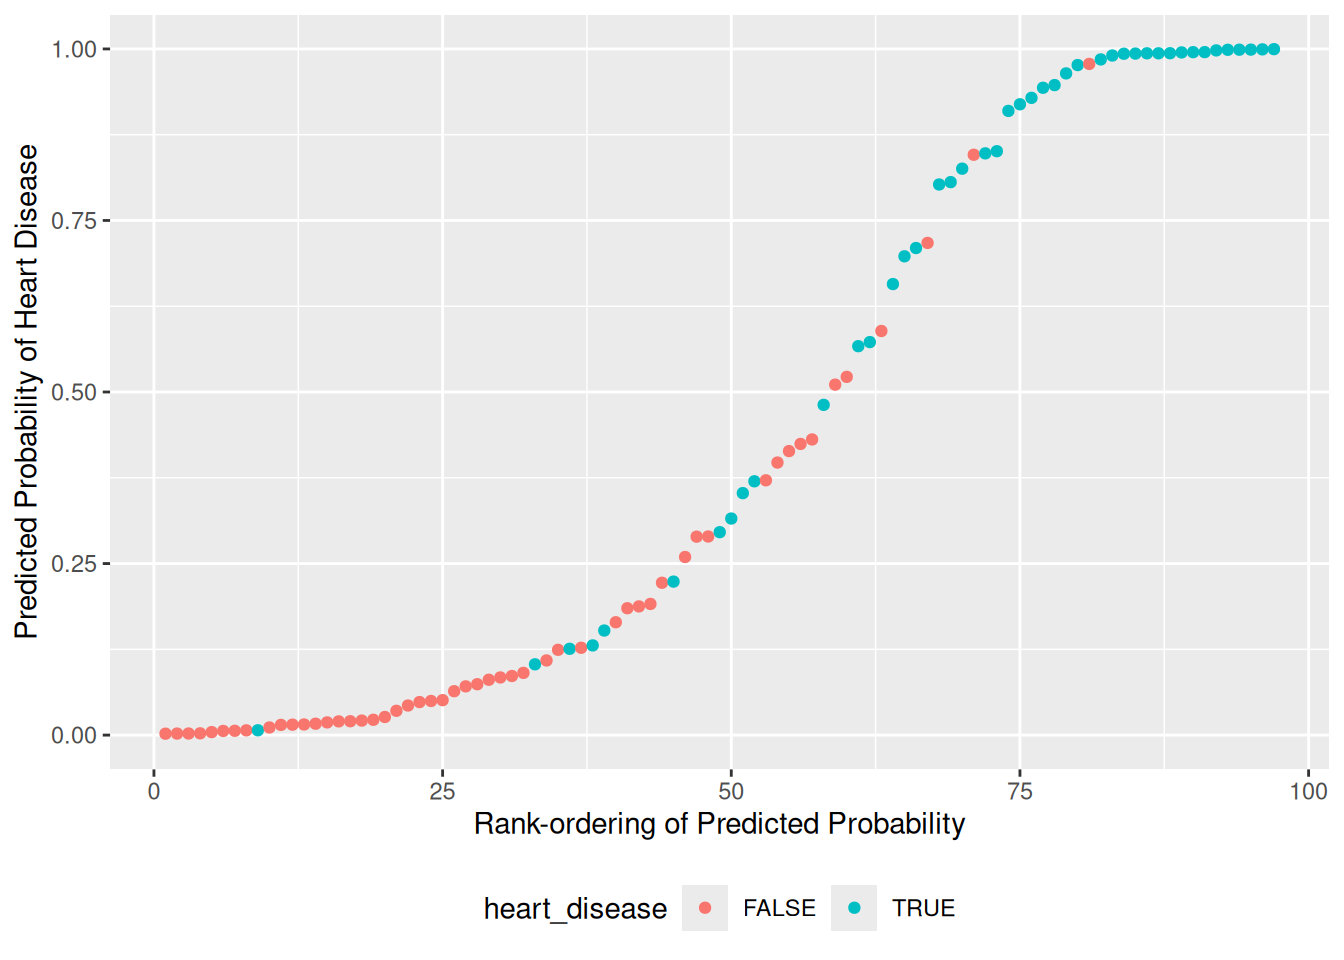 1.00
0.75
0.50
0.25
0.00
Predicted Probability of Heart Disease
0 25 50 75 100
Rank-ordering of Predicted Probability
heart_disease FALSE TRUE